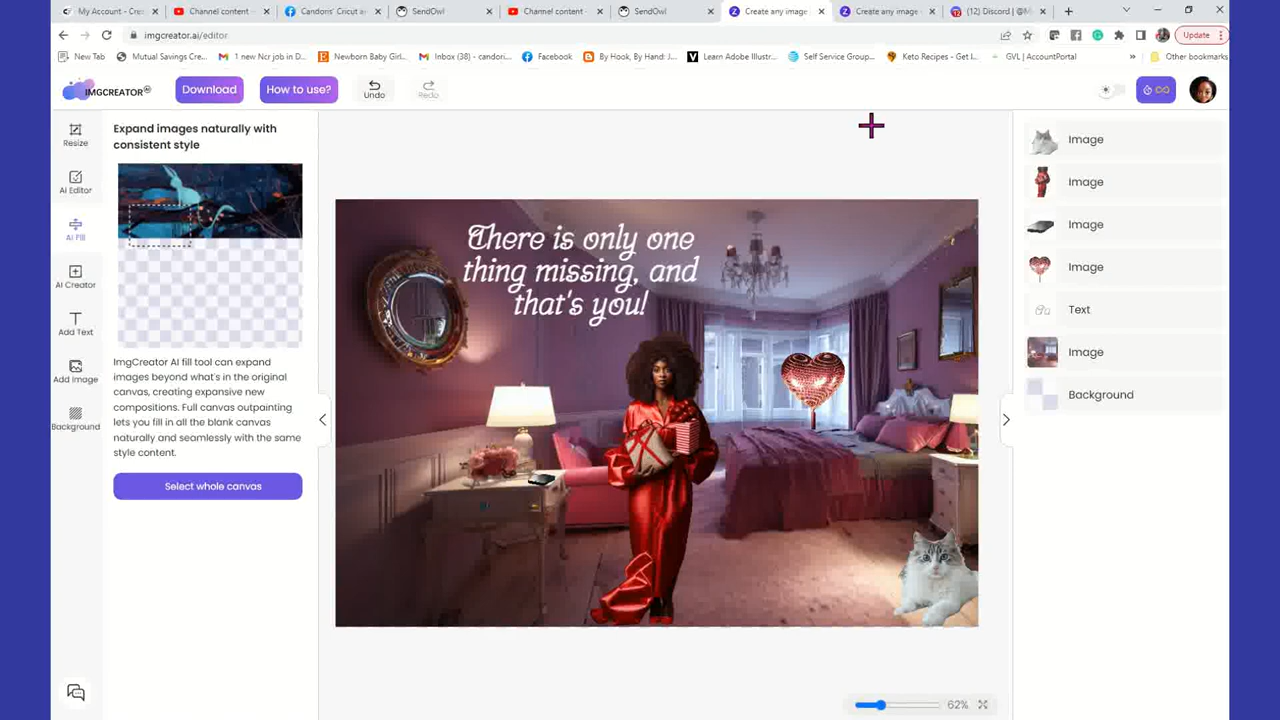 My Account - Cre
Channel content
Candorns' Cricut a
SendOwl
Channel content
SendOwl
Create any image
Create any image
(12) Discord | @M
imgcreator.ai/editor
Update
New Tab
Mutual Savings Cre...
1 new Ncr job in D...
Newborn Baby Girl...
Inbox (38) - candori...
Facebook
By Hook, By Hand: J...
Learn Adobe Illustr...
Self Service Group...
Keto Recipes - Get I...
GVL | AccountPortal
»
Other bookmarks
IMGCREATOR AI
Download
How to use?
Undo
Redo
Resize
AI Editor
AI Fill
AI Creator
Add Text
Add Image
Background
Expand images naturally with
consistent style
ImgCreator AI fill tool can expand
images beyond what's in the original
canvas, creating expansive new
compositions. Full canvas outpainting
lets you fill in all the blank canvas
naturally and seamlessly with the same
style content.
Select whole canvas
There is only one
thing missing, and
that's you!
Image
Image
Image
Image
Text
Image
Background
62%